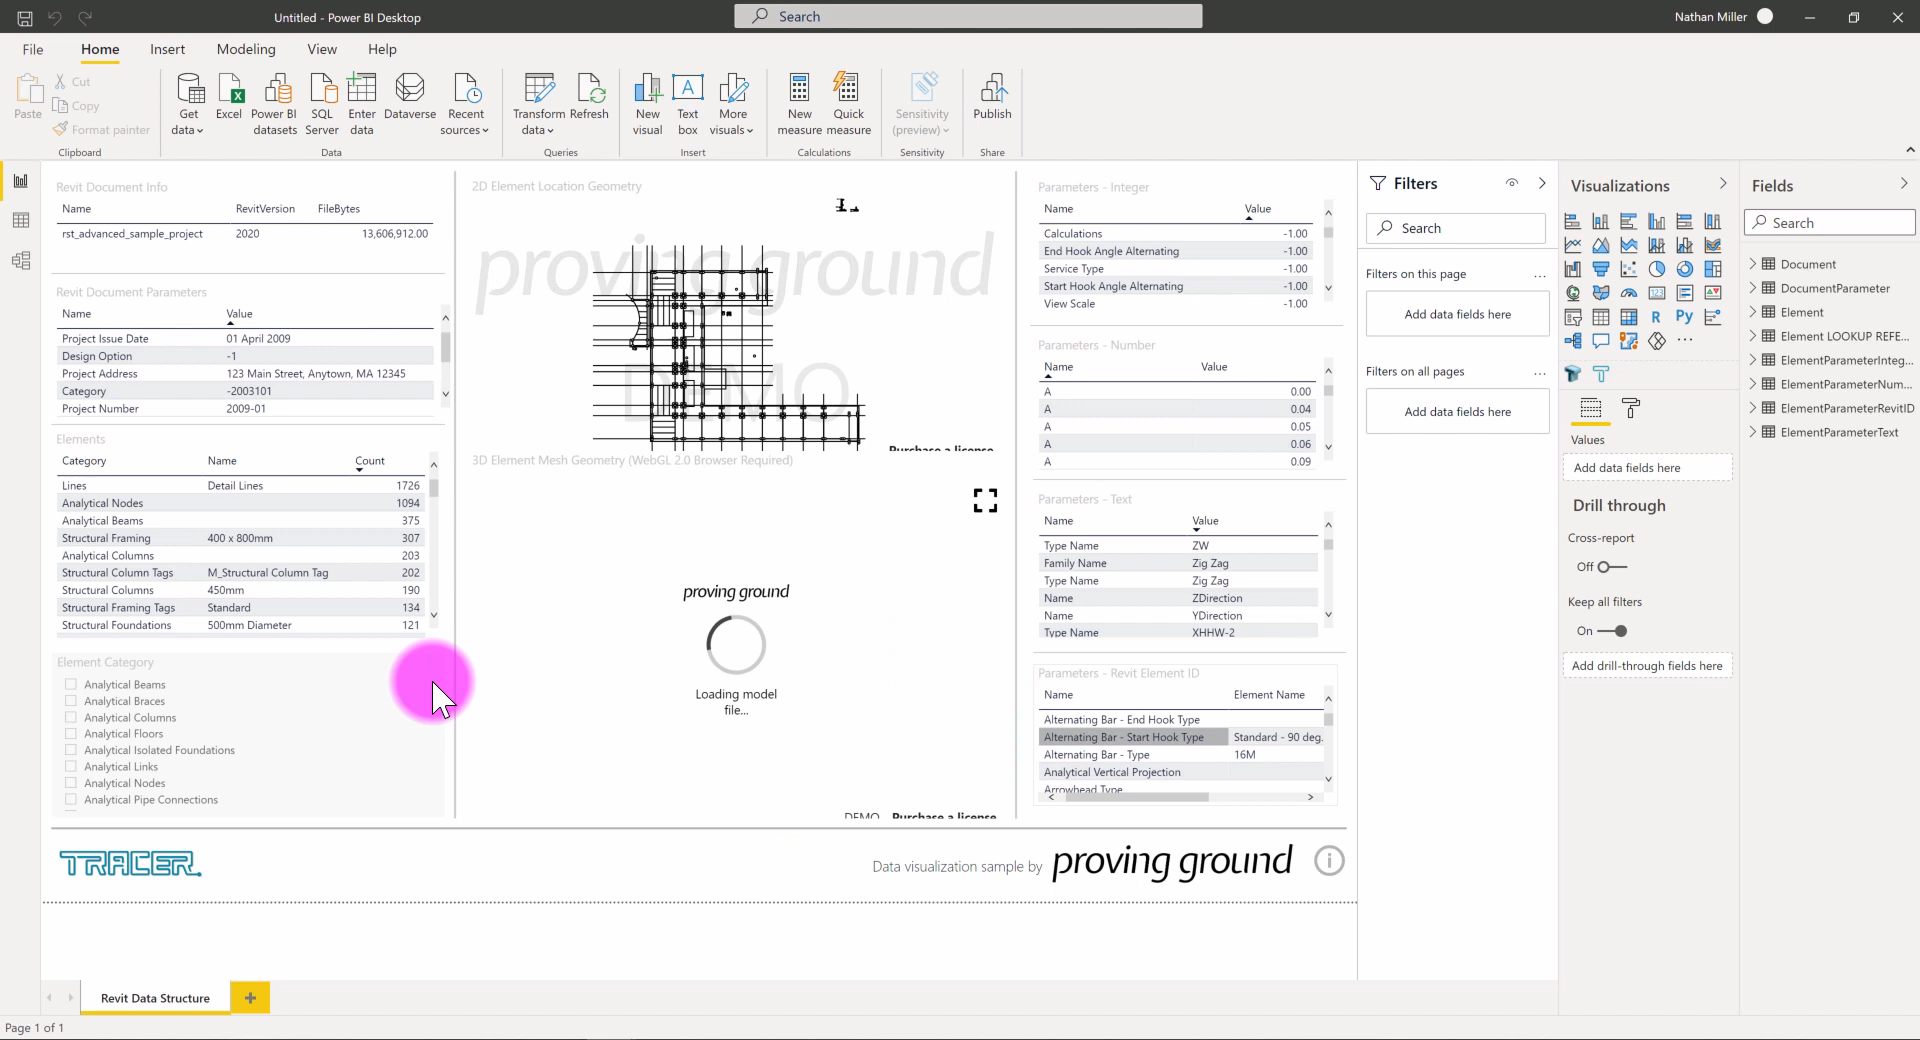 Untitled - Power BI Desktop
Search
Nathan Miller
File
Home
Insert
Modeling
View
Help
Paste
Cut
Copy
Format painter
Clipboard
Get data
Excel
Power BI datasets
SQL Server
Enter data
Dataverse
Recent sources
Data
Transform data
Refresh
Queries
New visual
Text box
More visuals
Insert
New measure
Quick measure
Calculations
Sensitivity (preview)
Sensitivity
Publish
Share
Revit Document Info
Name RevitVersion FileBytes
rst_advanced_sample_project 2020 13,606,912.00
Revit Document Parameters
Name Value
Project Issue Date 01 April 2009
Design Option -1
Project Address 123 Main Street, Anytown, MA 12345
Category -2003101
Project Number 2009-01
Elements
Category Name Count
Lines Detail Lines 1726
Analytical Nodes 1094
Analytical Beams 375
Structural Framing 400 x 800mm 307
Analytical Columns 203
Structural Column Tags M_Structural Column Tag 202
Structural Columns 450mm 190
Structural Framing Tags Standard 134
Structural Foundations 500mm Diameter 121
Element Category
Analytical Beams
Analytical Braces
Analytical Columns
Analytical Floors
Analytical Isolated Foundations
Analytical Links
Analytical Nodes
Analytical Pipe Connections
2D Element Location Geometry
proving ground
DEMO
Purchase a license
3D Element Mesh Geometry (WebGL 2.0 Browser Required)
proving ground
Loading model
file...
DEMO Purchase a license
Parameters - Integer
Name Value
Calculations -1.00
End Hook Angle Alternating -1.00
Service Type -1.00
Start Hook Angle Alternating -1.00
View Scale -1.00
Parameters - Number
Name Value
A 0.00
A 0.04
A 0.05
A 0.06
A 0.09
Parameters - Text
Name Value
Type Name ZW
Family Name Zig Zag
Type Name Zig Zag
Name ZDirection
Name YDirection
Type Name XHHW-2
Parameters - Revit Element ID
Name Element Name
Alternating Bar - End Hook Type
Alternating Bar - Start Hook Type Standard - 90 deg.
Alternating Bar - Type 16M
Analytical Vertical Projection
Arrowhead Type
TRACER
Data visualization sample by proving ground
Filters
Search
Filters on this page ...
Add data fields here
Filters on all pages ...
Add data fields here
Visualizations
123
R
Py
Values
Add data fields here
Drill through
Cross-report
Off
Keep all filters
On
Add drill-through fields here
Fields
Search
Document
DocumentParameter
Element
Element LOOKUP REFE...
ElementParameterInteg...
ElementParameterNum...
ElementParameterRevitID
ElementParameterText
Revit Data Structure
+
Page 1 of 1